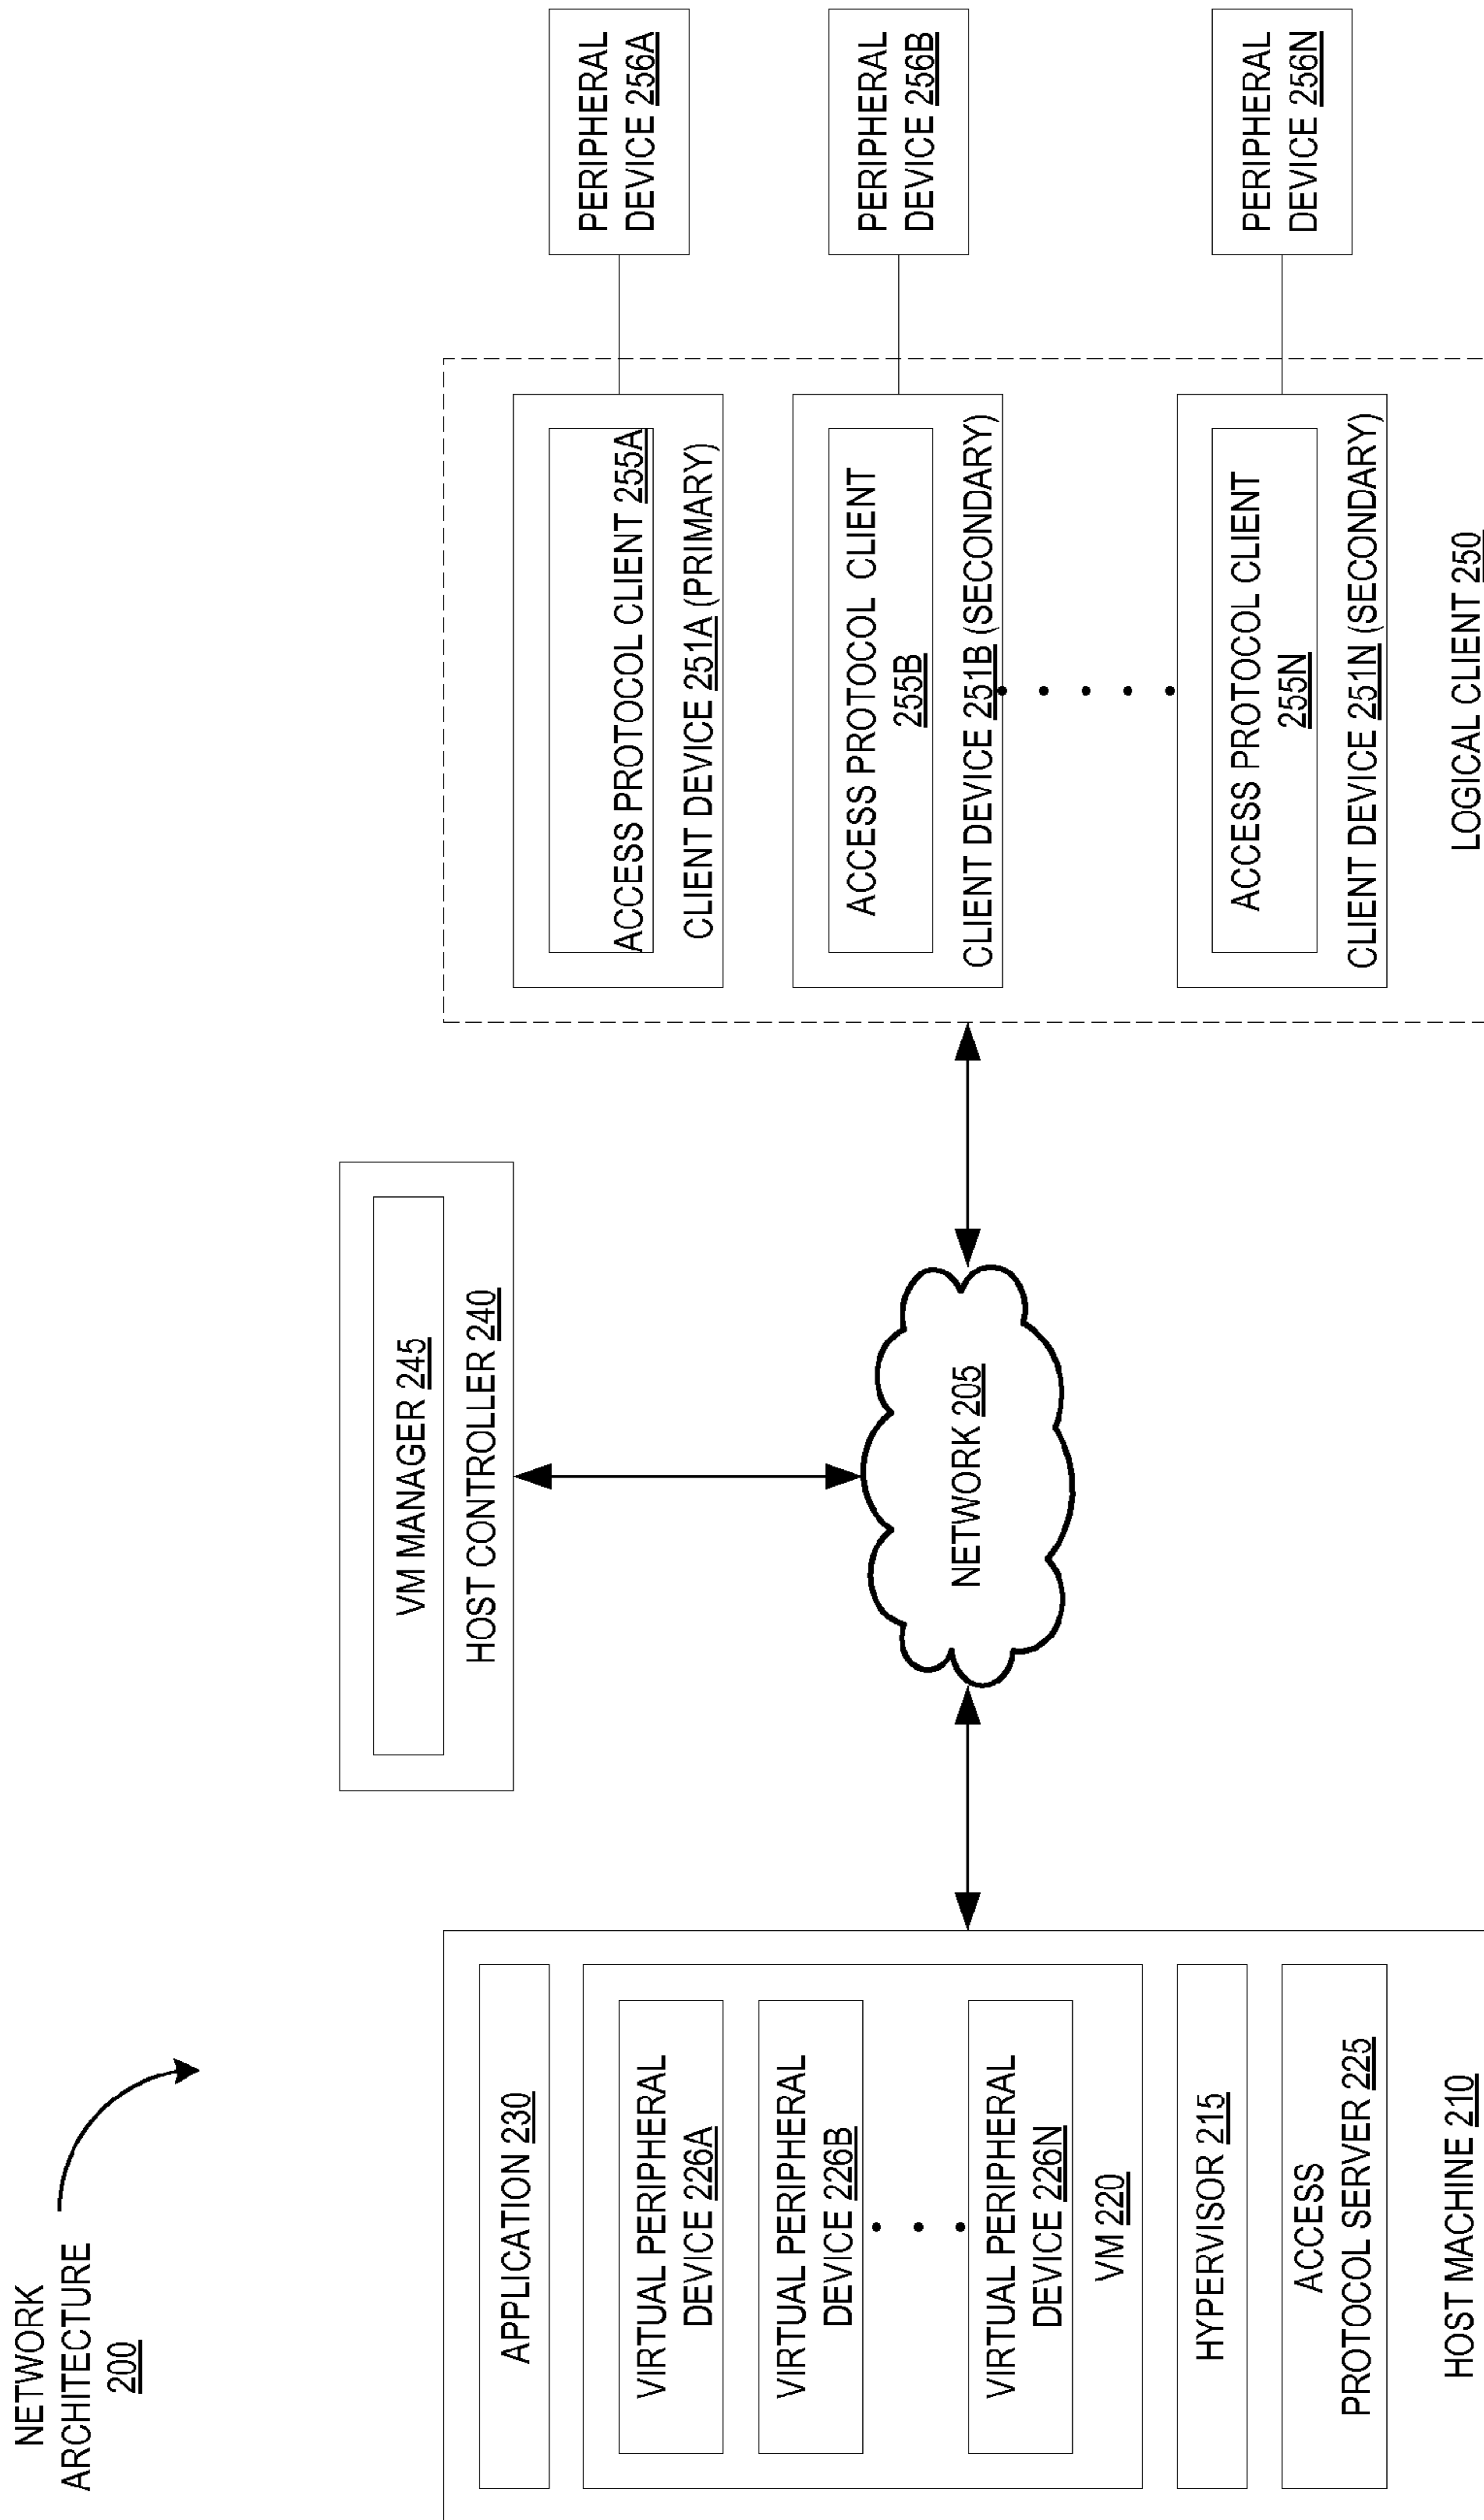 NETWORK
ARCHITECTURE
200
APPLICATION 230
VIRTUAL PERIPHERAL
DEVICE 226A
VIRTUAL PERIPHERAL
DEVICE 226B
VIRTUAL PERIPHERAL
DEVICE 226N
VM 220
HYPERVISOR 215
ACCESS
PROTOCOL SERVER 225
HOST MACHINE 210
VM MANAGER 245
HOST CONTROLLER 240
NETWORK 205
ACCESS PROTOCOL CLIENT 255A
CLIENT DEVICE 251A (PRIMARY)
ACCESS PROTOCOL CLIENT
255B
CLIENT DEVICE 251B (SECONDARY)
ACCESS PROTOCOL CLIENT
255N
CLIENT DEVICE 251N (SECONDARY)
LOGICAL CLIENT 250
PERIPHERAL
DEVICE 256A
PERIPHERAL
DEVICE 256B
PERIPHERAL
DEVICE 256N